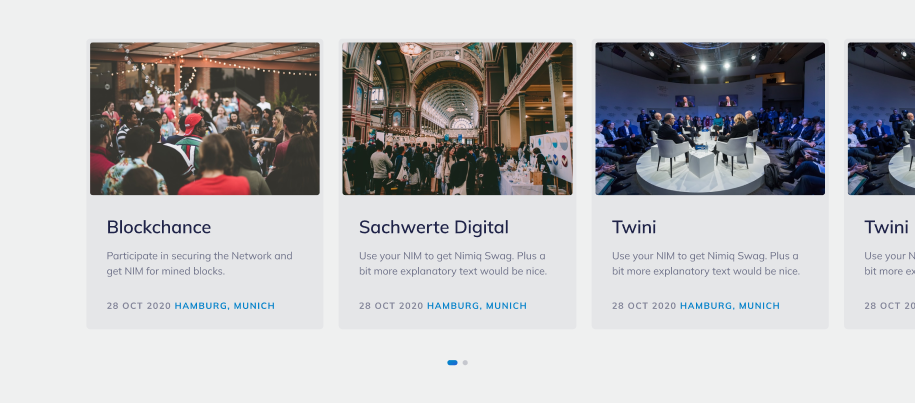 Blockchance
Participate in securing the Network and
get NIM for mined blocks.
28 OCT 2020 HAMBURG, MUNICH
Sachwerte Digital
Use your NIM to get Nimiq Swag. Plus a
bit more explanatory text would be nice.
28 OCT 2020 HAMBURG, MUNICH
Twini
Use your NIM to get Nimiq Swag. Plus a
bit more explanatory text would be nice.
28 OCT 2020 HAMBURG, MUNICH
Twini
Use your
bit more
28 OCT